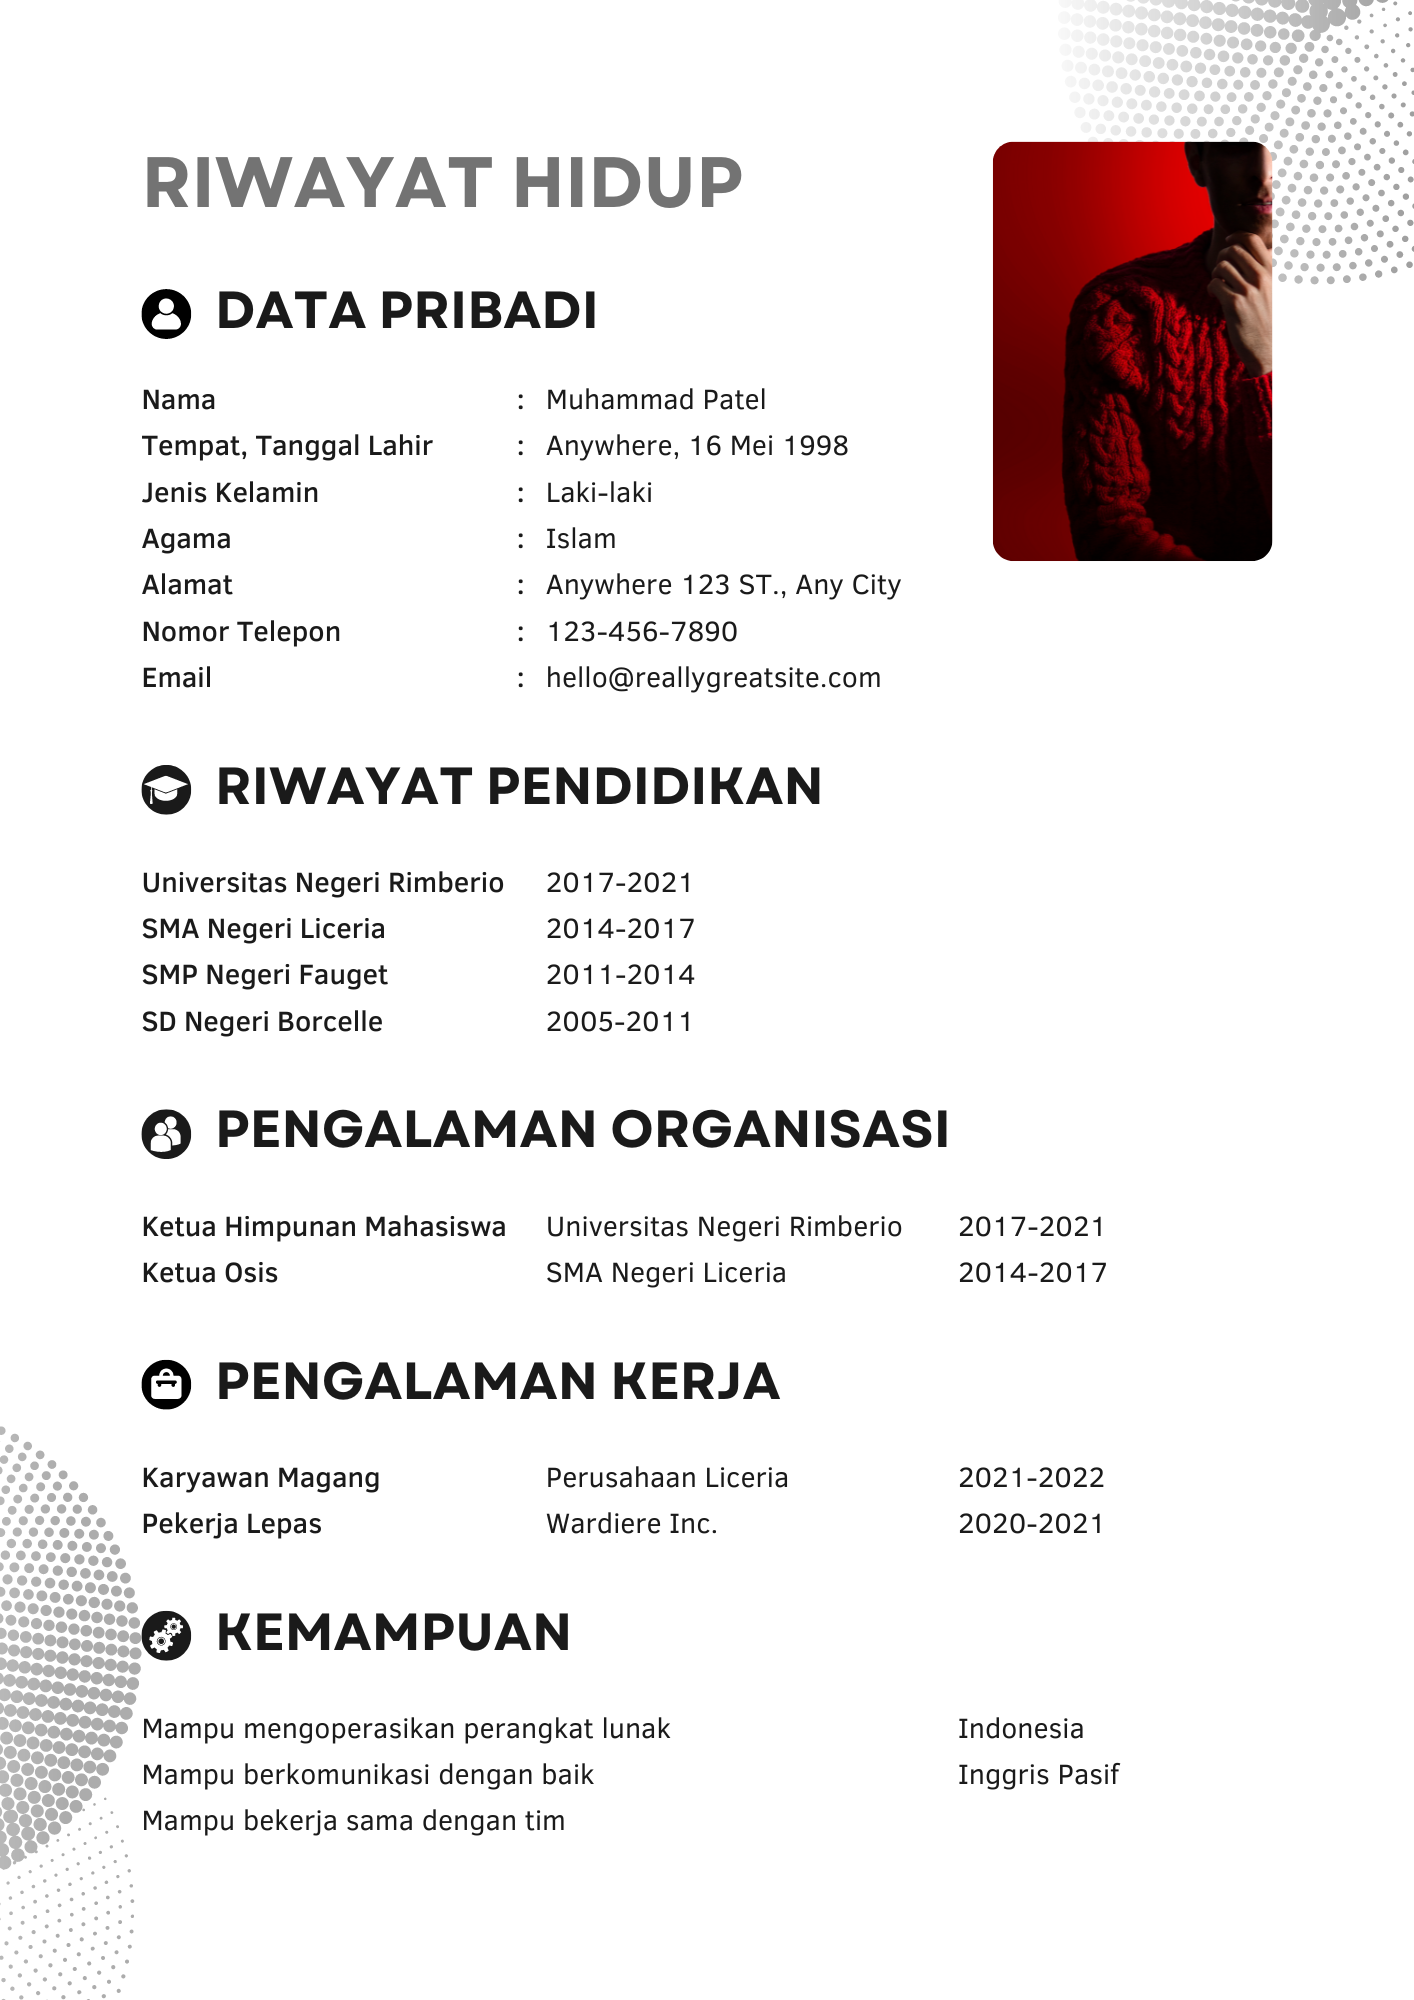 RIWAYAT HIDUP
DATA PRIBADI
Nama : Muhammad Patel
Tempat, Tanggal Lahir : Anywhere, 16 Mei 1998
Jenis Kelamin : Laki-laki
Agama : Islam
Alamat : Anywhere 123 ST., Any City
Nomor Telepon : 123-456-7890
Email : hello@reallygreatsite.com
RIWAYAT PENDIDIKAN
Universitas Negeri Rimberio 2017-2021
SMA Negeri Liceria 2014-2017
SMP Negeri Fauget 2011-2014
SD Negeri Borcelle 2005-2011
PENGALAMAN ORGANISASI
Ketua Himpunan Mahasiswa Universitas Negeri Rimberio 2017-2021
Ketua Osis SMA Negeri Liceria 2014-2017
PENGALAMAN KERJA
Karyawan Magang Perusahaan Liceria 2021-2022
Pekerja Lepas Wardiere Inc. 2020-2021
KEMAMPUAN
Mampu mengoperasikan perangkat lunak Indonesia
Mampu berkomunikasi dengan baik Inggris Pasif
Mampu bekerja sama dengan tim